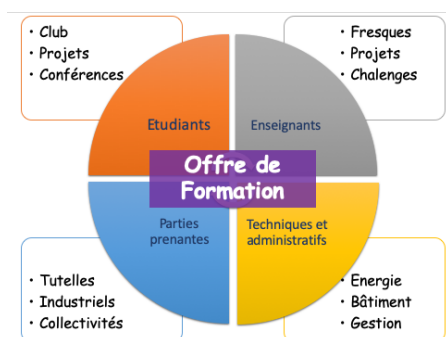 • Club
• Projets
• Conférences
• Fresques
• Projets
• Chalenges
Etudiants
Enseignants
Offre de
Formation
Parties
prenantes
Techniques et
administratifs
• Tutelles
• Industriels
• Collectivités
• Energie
• Bâtiment
• Gestion